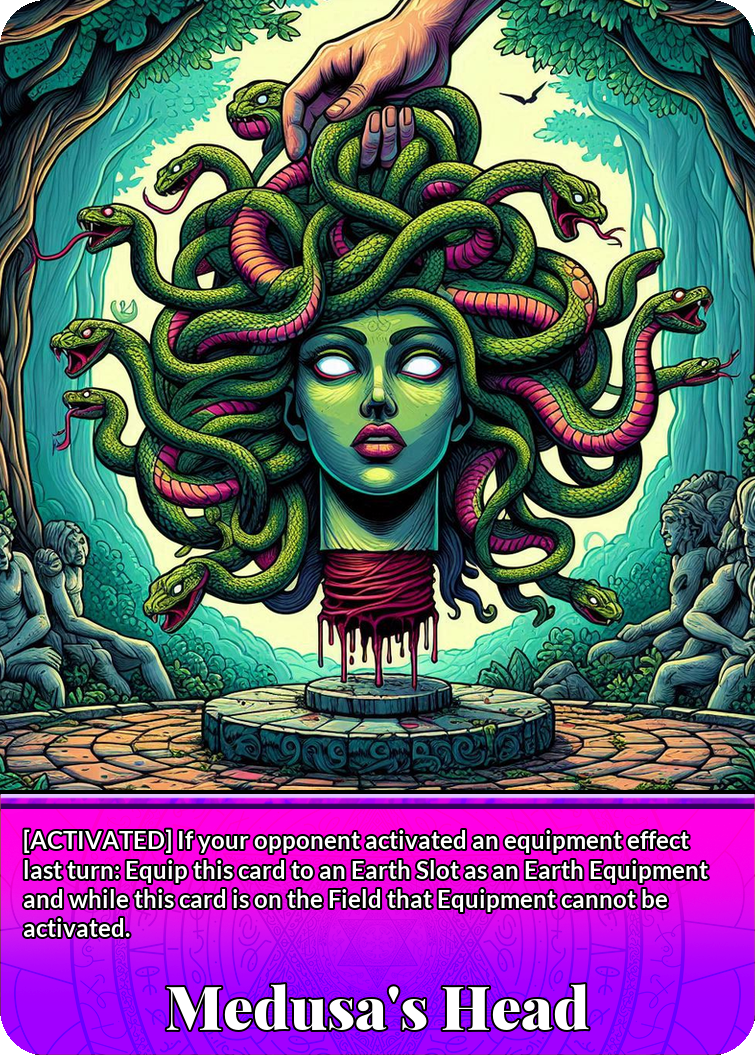 [ACTIVATED] If your opponent activated an equipment effect
last turn: Equip this card to an Earth Slot as an Earth Equipment
and while this card is on the Field that Equipment cannot be
activated.
Medusa's Head